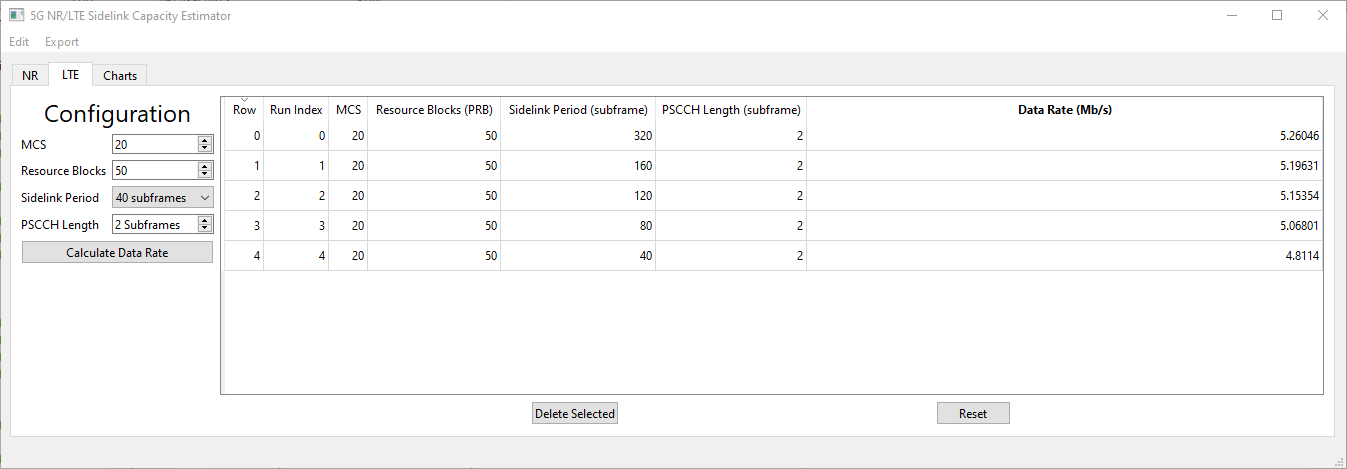 5G NR/LTE Sidelink Capacity Estimator
Edit Export
NR LTE Charts
Configuration
MCS 20
Resource Blocks 50
Sidelink Period 40 subframes
PSCCH Length 2 Subframes
Calculate Data Rate
Row Run Index MCS Resource Blocks (PRB) Sidelink Period (subframe) PSCCH Length (subframe) Data Rate (Mb/s)
0 0 20 50 320 2 5.26046
1 1 20 50 160 2 5.19631
2 2 20 50 120 2 5.15354
3 3 20 50 80 2 5.06801
4 4 20 50 40 2 4.8114
Delete Selected Reset